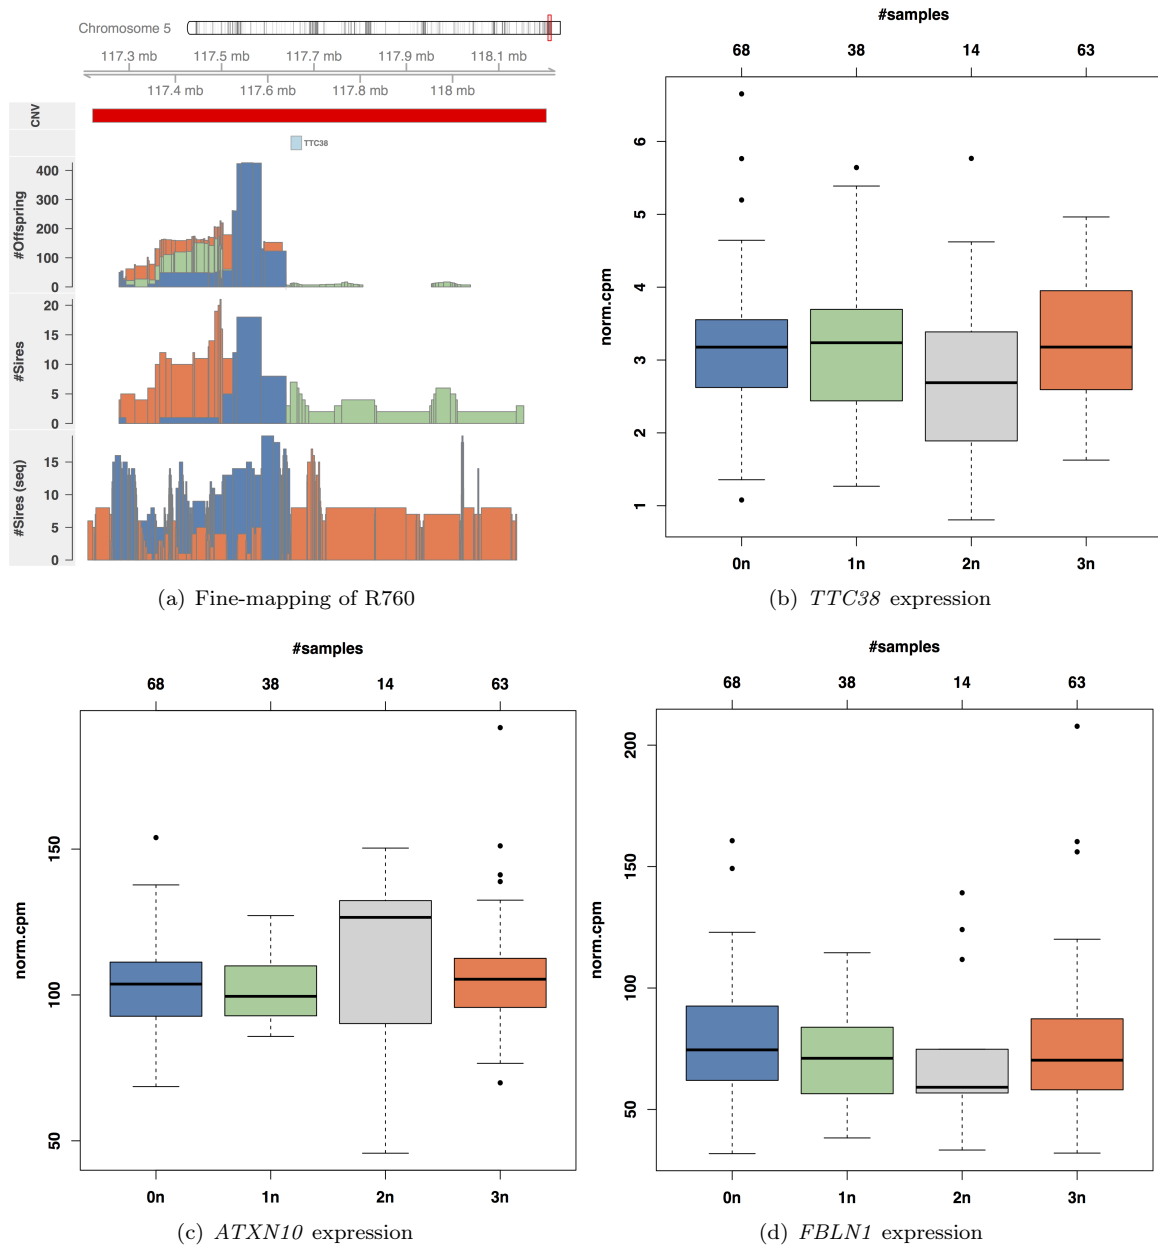 Chromosome 5
117.3 mb 117.5 mb 117.7 mb 117.9 mb 118.1 mb
117.4 mb 117.6 mb 117.8 mb 118 mb
CNV
TTC38
#Offspring
400
300
200
100
0
#Sires
20
15
10
5
0
#Sires (seq)
15
10
5
0
(a) Fine-mapping of R760
#samples
68 38 14 63
norm.cpm
6
5
4
3
2
1
0n 1n 2n 3n
(b) TTC38 expression
#samples
68 38 14 63
norm.cpm
150
100
50
0n 1n 2n 3n
(c) ATXN10 expression
#samples
68 38 14 63
norm.cpm
200
150
100
50
0n 1n 2n 3n
(d) FBLN1 expression